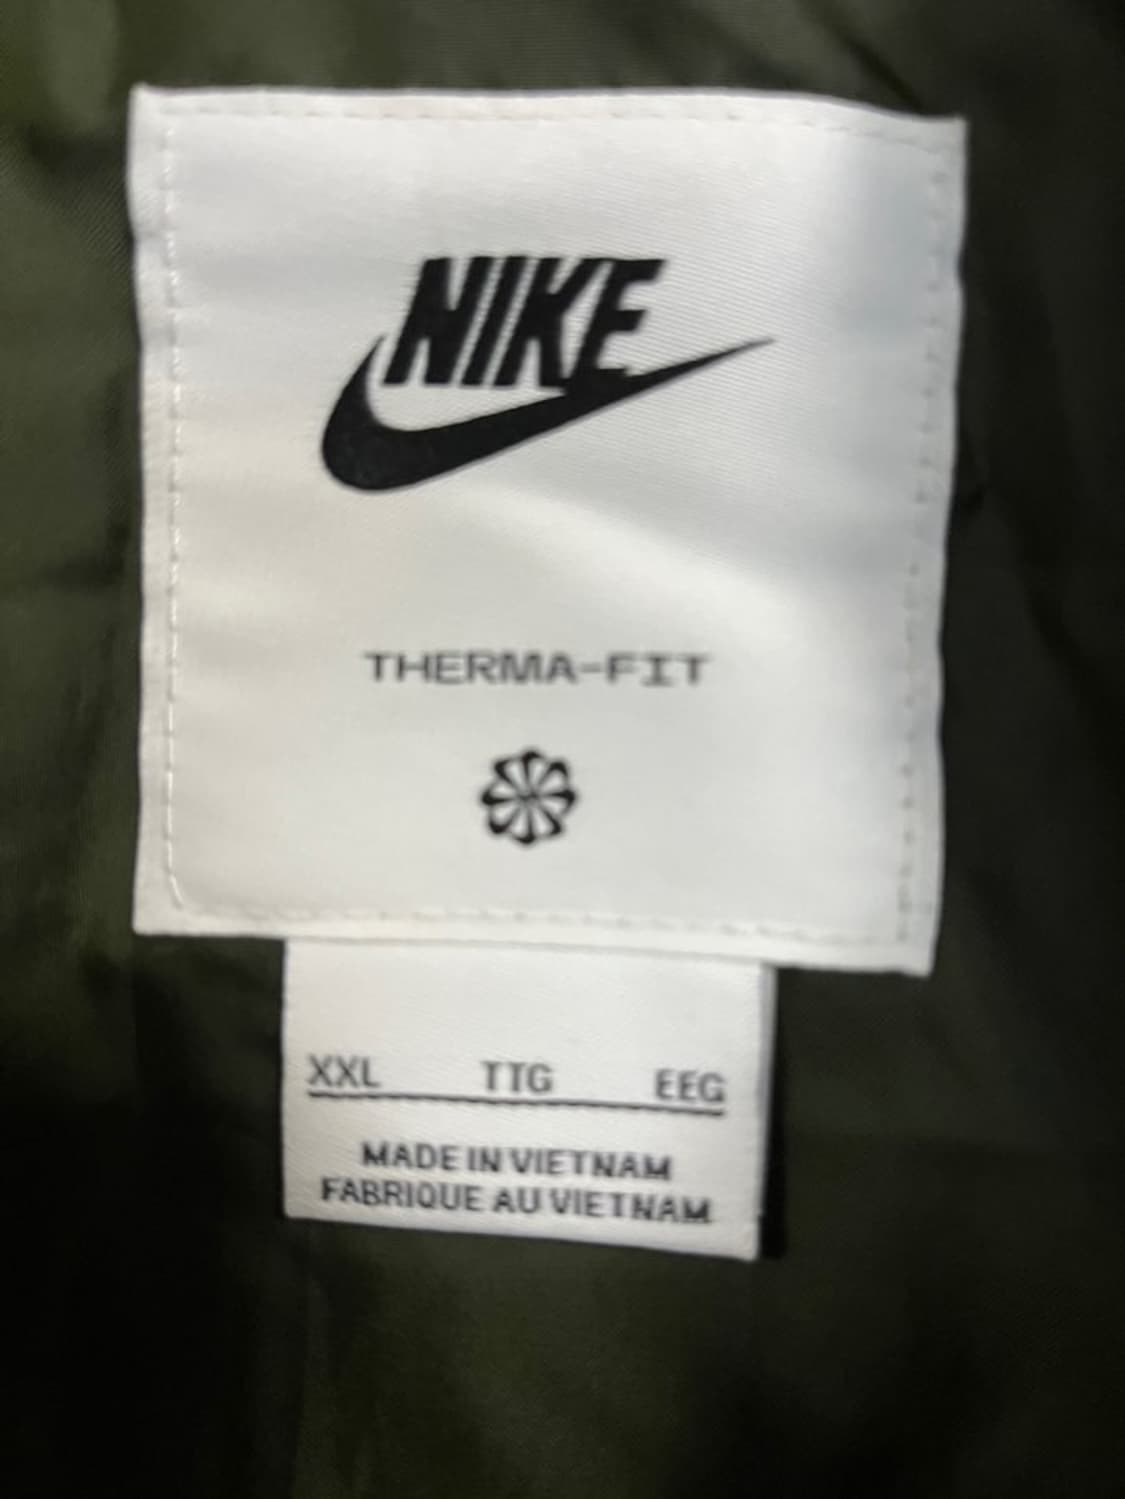 NIKE
THERMA-FIT
XXL TTG EEG
MADE IN VIETNAM
FABRIQUE AU VIETNAM